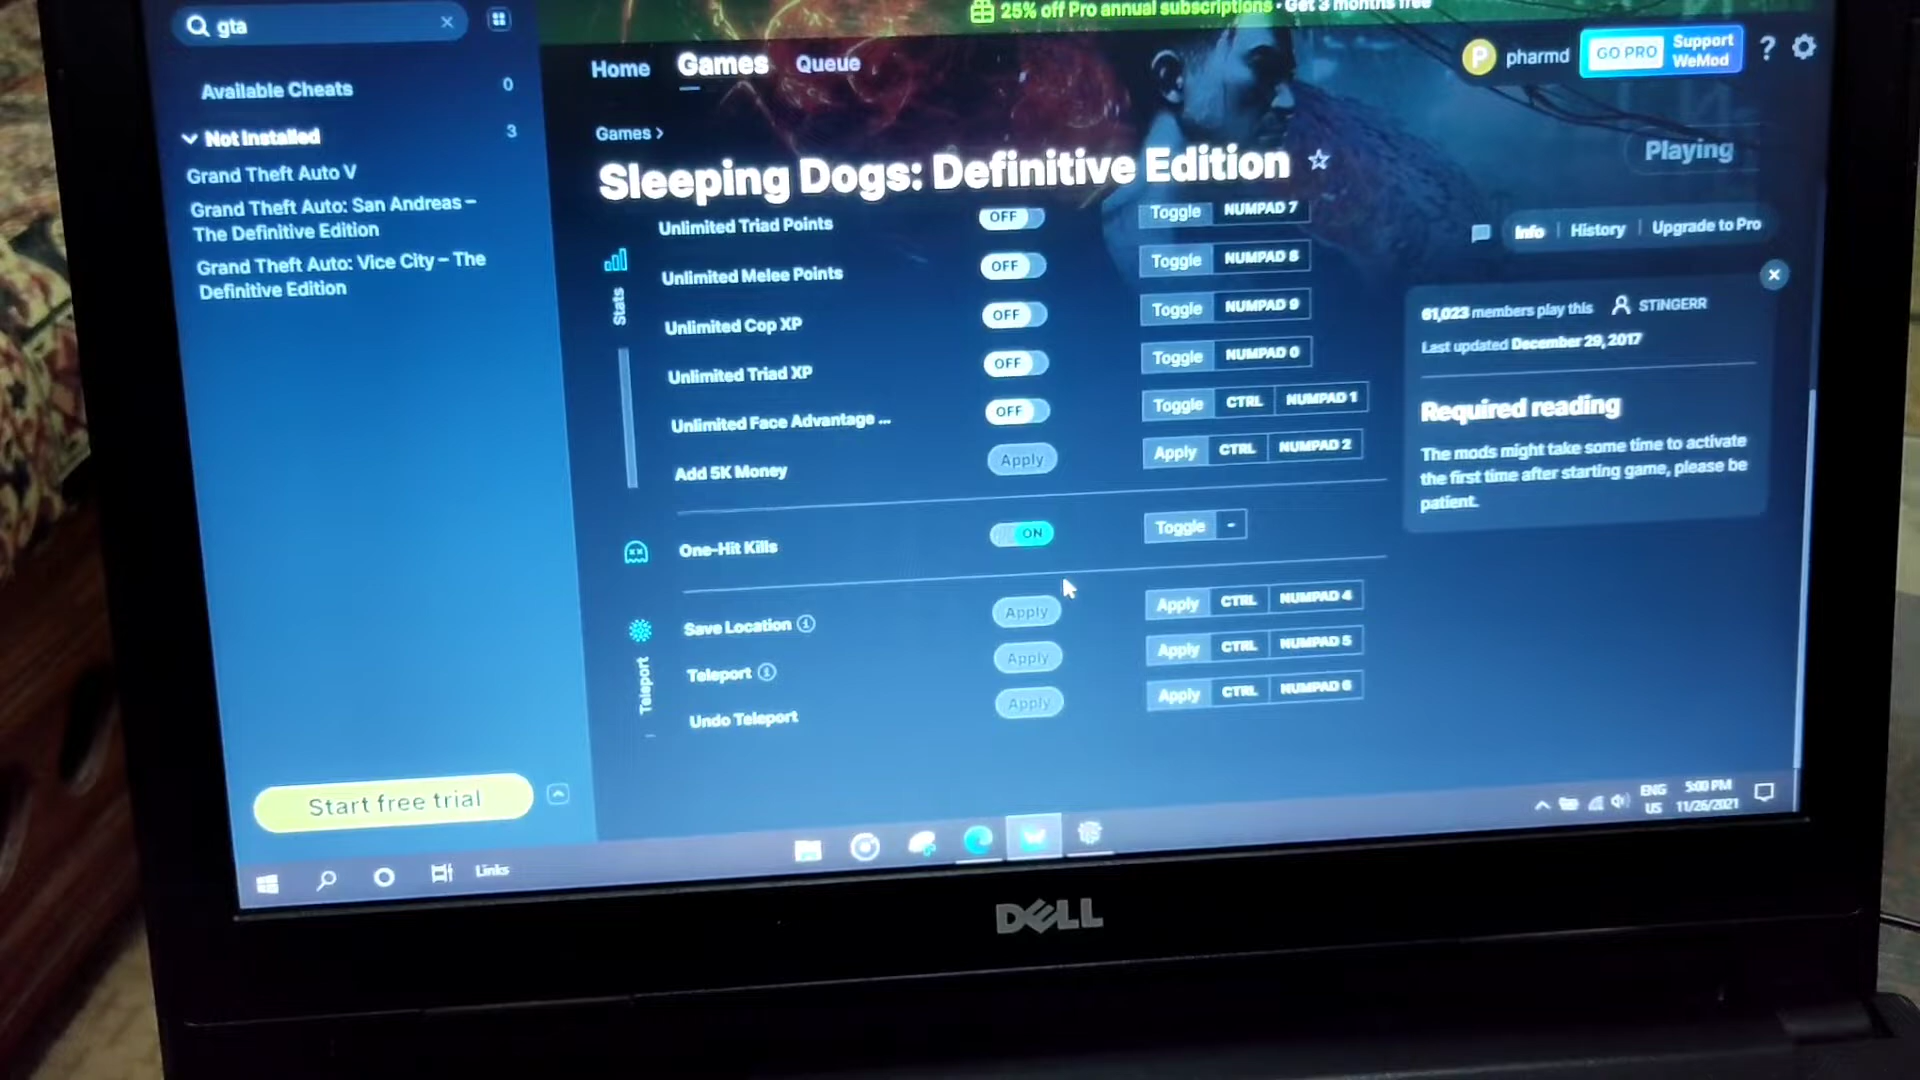 gta
25% off Pro annual subscriptions • Get 3 months free
Home Games Queue
P pharmd
GO PRO Support WeMod ?
Available Cheats 0
Not Installed 3
Grand Theft Auto V
Grand Theft Auto: San Andreas –
The Definitive Edition
Grand Theft Auto: Vice City – The
Definitive Edition
Start free trial
Games >
Sleeping Dogs: Definitive Edition
Playing
Stats
Unlimited Triad Points OFF Toggle NUMPAD 7
Unlimited Melee Points OFF Toggle NUMPAD 8
Unlimited Cop XP OFF Toggle NUMPAD 9
Unlimited Triad XP OFF Toggle NUMPAD 0
Unlimited Face Advantage ... OFF Toggle CTRL NUMPAD 1
Add 5K Money Apply Apply CTRL NUMPAD 2
One-Hit Kills ON Toggle -
Teleport
Save Location Apply Apply CTRL NUMPAD 4
Teleport Apply Apply CTRL NUMPAD 5
Undo Teleport Apply Apply CTRL NUMPAD 6
Info | History | Upgrade to Pro
61,023 members play this STINGERR
Last updated December 29, 2017
Required reading
The mods might take some time to activate
the first time after starting game, please be
patient.
Links
ENG
US
5:00 PM
11/26/2021
DELL